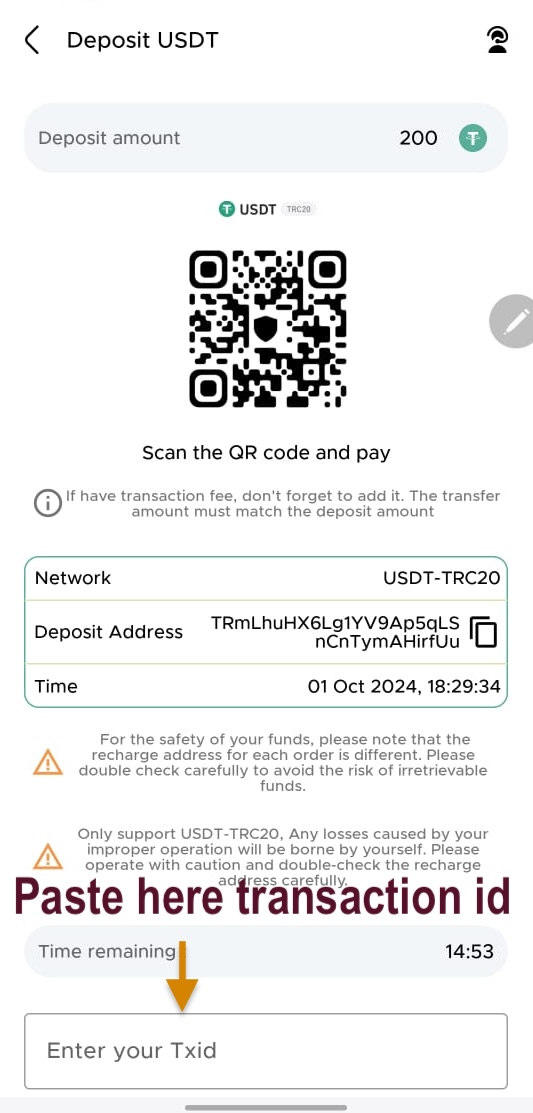 Deposit USDT
Deposit amount 200
USDT TRC20
Scan the QR code and pay
If have transaction fee, don't forget to add it. The transfer
amount must match the deposit amount
Network USDT-TRC20
Deposit Address TRmLhuHX6Lg1YV9Ap5qLS
nCnTymAHirfUu
Time 01 Oct 2024, 18:29:34
For the safety of your funds, please note that the
recharge address for each order is different. Please
double check carefully to avoid the risk of irretrievable
funds.
Only support USDT-TRC20, Any losses caused by your
improper operation will be borne by yourself. Please
operate with caution and double-check the recharge
address carefully.
Paste here transaction id
Time remaining 14:53
Enter your Txid